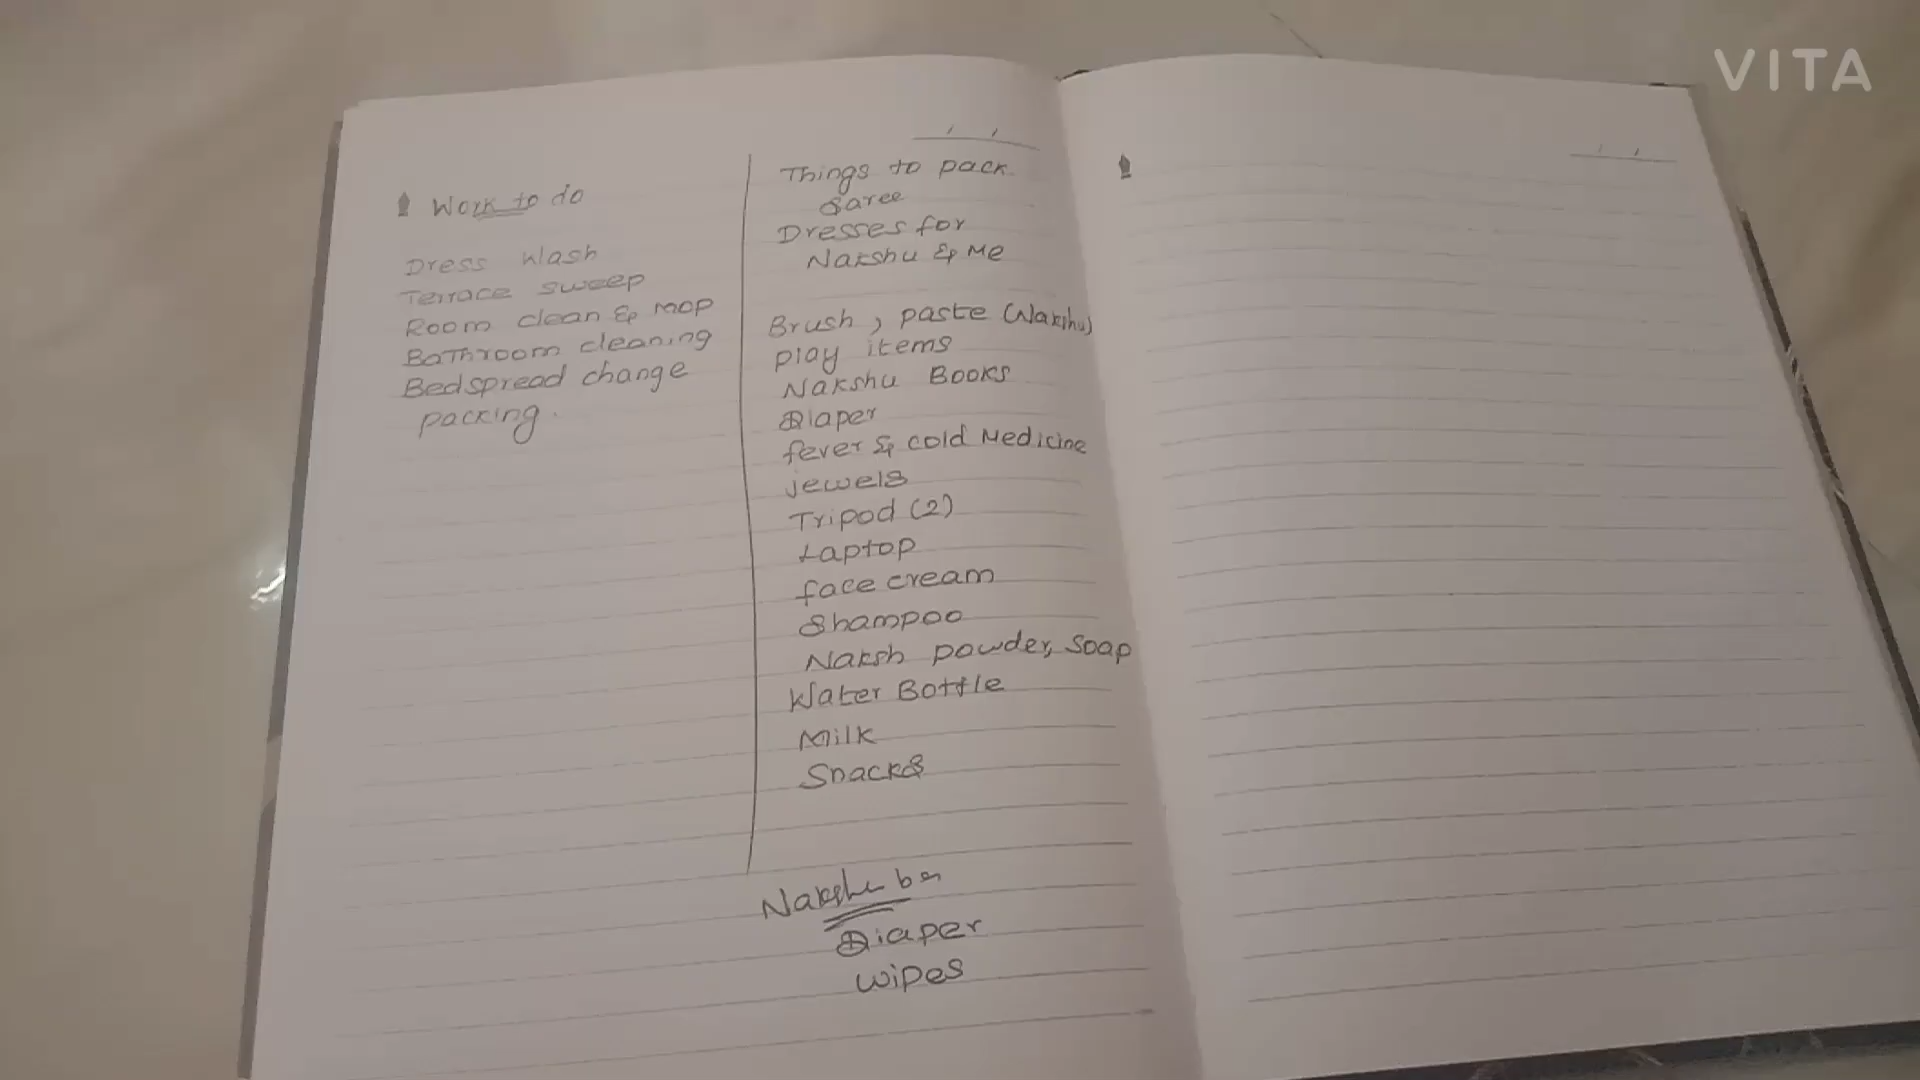 VITA
Work to do
Dress Wash
Terrace sweep
Room clean & mop
Bathroom cleaning
Bedspread change
packing.
Things to pack.
Saree
Dresses for
Nakshu & Me
Brush, paste (Nakshu)
play items
Nakshu Books
Diaper
fever & cold Medicine
jewels
Tripod (2)
Laptop
face cream
Shampoo
Naksh powder, Soap
Water Bottle
Milk
Snacks
Nakshu
Diaper
wipes